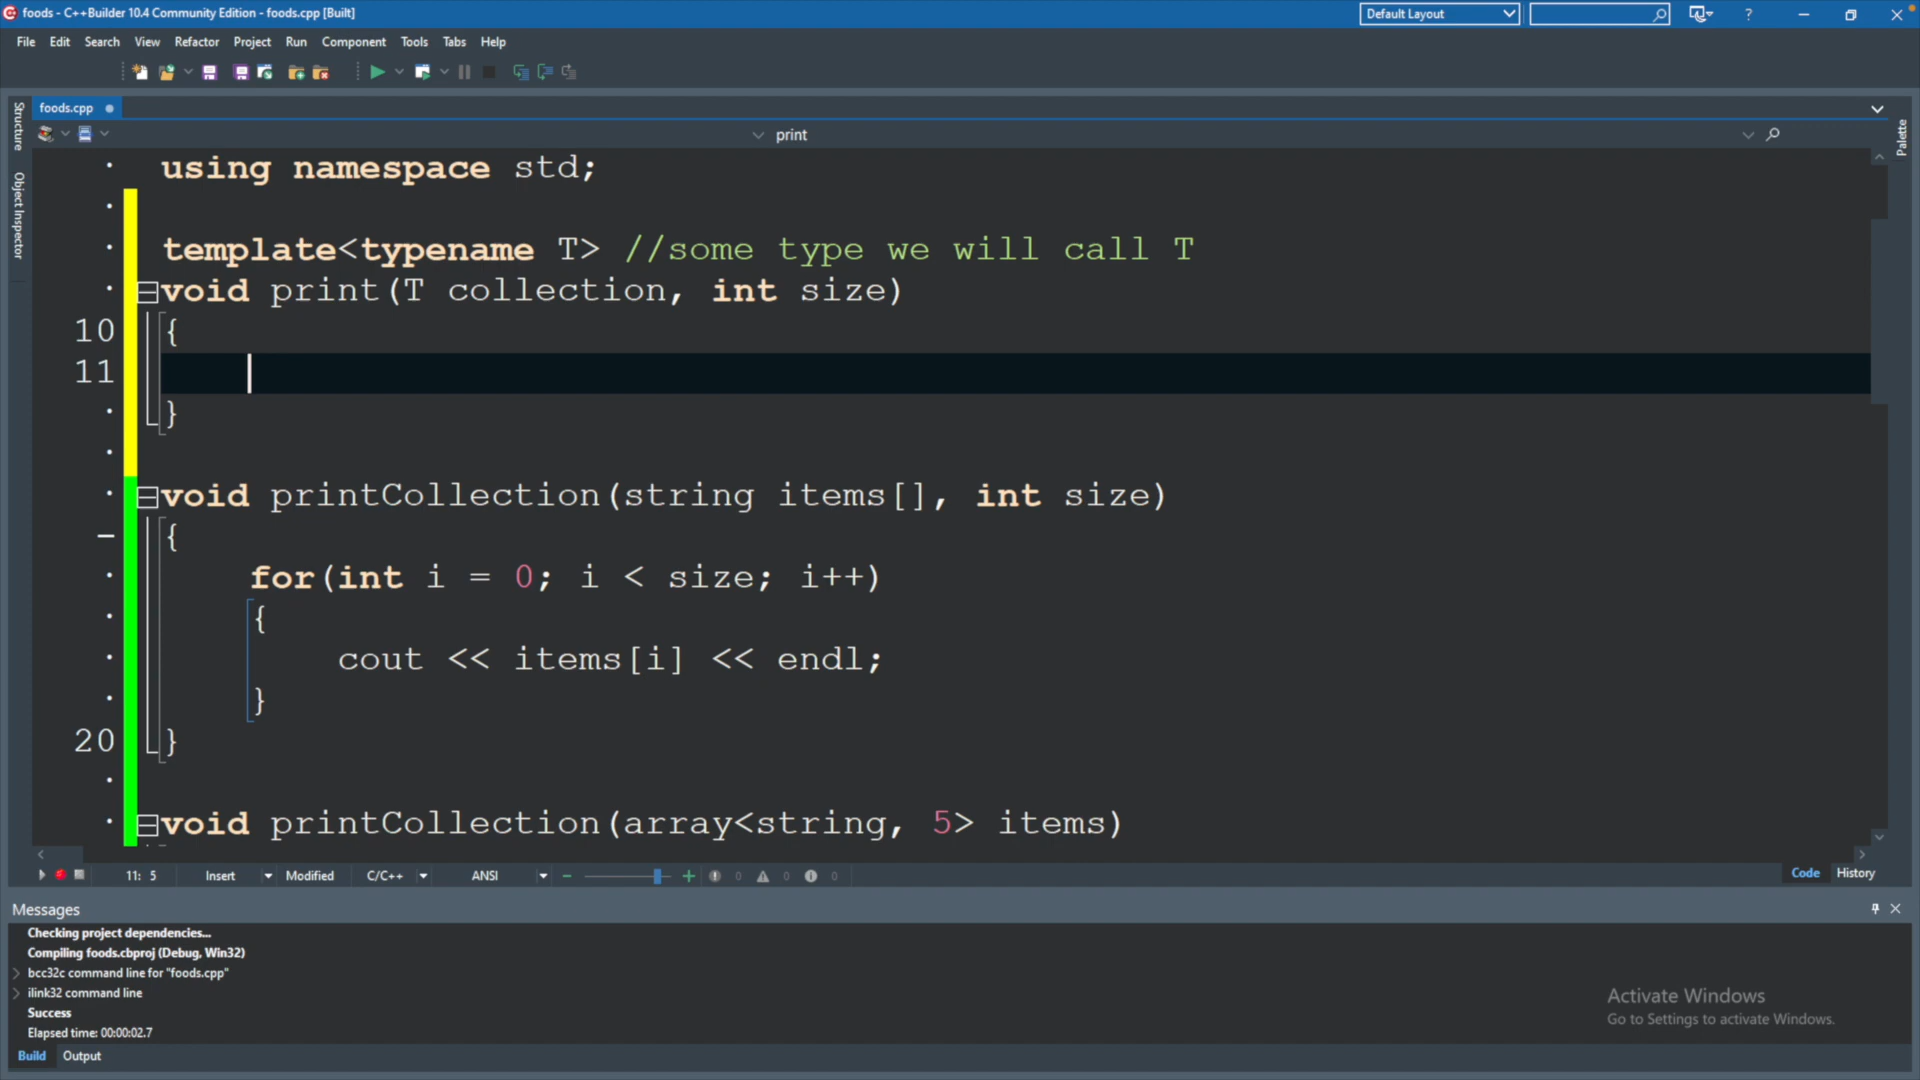 foods - C++Builder 10.4 Community Edition - foods.cpp [Built]
Default Layout
?
File Edit Search View Refactor Project Run Component Tools Tabs Help
Structure
Object Inspector
foods.cpp
print
Palette
using namespace std;
template<typename T> //some type we will call T
void print(T collection, int size)
10 {
11
}
void printCollection(string items[], int size)
{
for(int i = 0; i < size; i++)
{
cout << items[i] << endl;
}
20 }
void printCollection(array<string, 5> items)
11: 5 Insert Modified C/C++ ANSI 0 0 0
Code History
Messages
Checking project dependencies...
Compiling foods.cbproj (Debug, Win32)
bcc32c command line for "foods.cpp"
ilink32 command line
Success
Elapsed time: 00:00:02.7
Build Output
Activate Windows
Go to Settings to activate Windows.